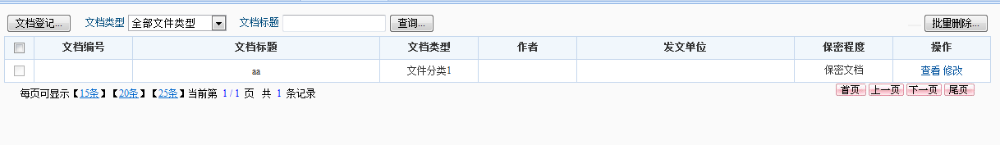 文档登记... 文档类型 全部文件类型 文档标题 查询... 批量删除...
文档编号 文档标题 文档类型 作者 发文单位 保密程度 操作
aa 文件分类1 保密文档 查看 修改
每页可显示【15条】【20条】【25条】当前第 1 / 1 页 共 1 条记录 首页 上一页 下一页 尾页